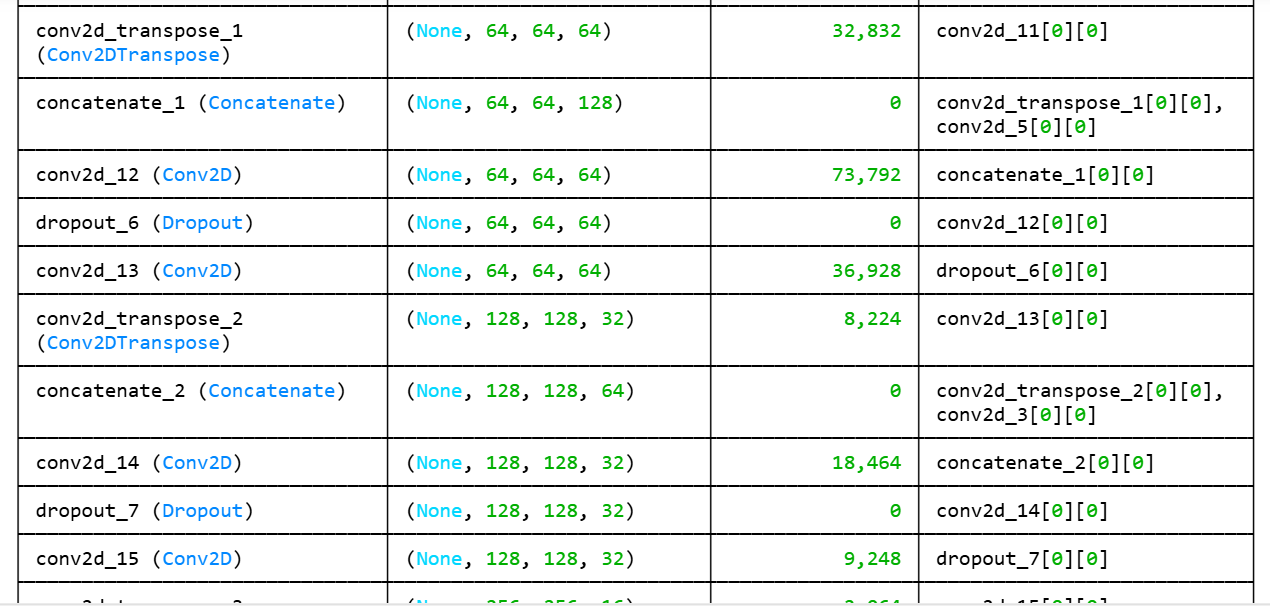 conv2d_transpose_1 (None, 64, 64, 64) 32,832 conv2d_11[0][0]
(Conv2DTranspose)
concatenate_1 (Concatenate) (None, 64, 64, 128) 0 conv2d_transpose_1[0][0],
conv2d_5[0][0]
conv2d_12 (Conv2D) (None, 64, 64, 64) 73,792 concatenate_1[0][0]
dropout_6 (Dropout) (None, 64, 64, 64) 0 conv2d_12[0][0]
conv2d_13 (Conv2D) (None, 64, 64, 64) 36,928 dropout_6[0][0]
conv2d_transpose_2 (None, 128, 128, 32) 8,224 conv2d_13[0][0]
(Conv2DTranspose)
concatenate_2 (Concatenate) (None, 128, 128, 64) 0 conv2d_transpose_2[0][0],
conv2d_3[0][0]
conv2d_14 (Conv2D) (None, 128, 128, 32) 18,464 concatenate_2[0][0]
dropout_7 (Dropout) (None, 128, 128, 32) 0 conv2d_14[0][0]
conv2d_15 (Conv2D) (None, 128, 128, 32) 9,248 dropout_7[0][0]